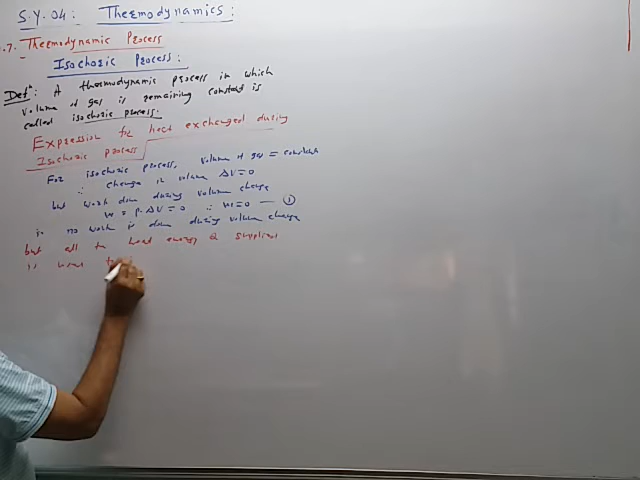 S.Y. 04: Thermodynamics:
.7. Thermodynamic Process
Isochoric Process:
Defⁿ: A thermodynamic process in which
volume of gas is remaining constant is
called isochoric process.
Expression for heat exchanged during
Isochoric process
For isochoric process, volume of gas = constant
∴ change in volume ΔV=0
but work done during volume change
W = P.ΔV=0 ∴ W=0 — ①
no work is done during volume change
but all the heat energy Q supplied
is used to